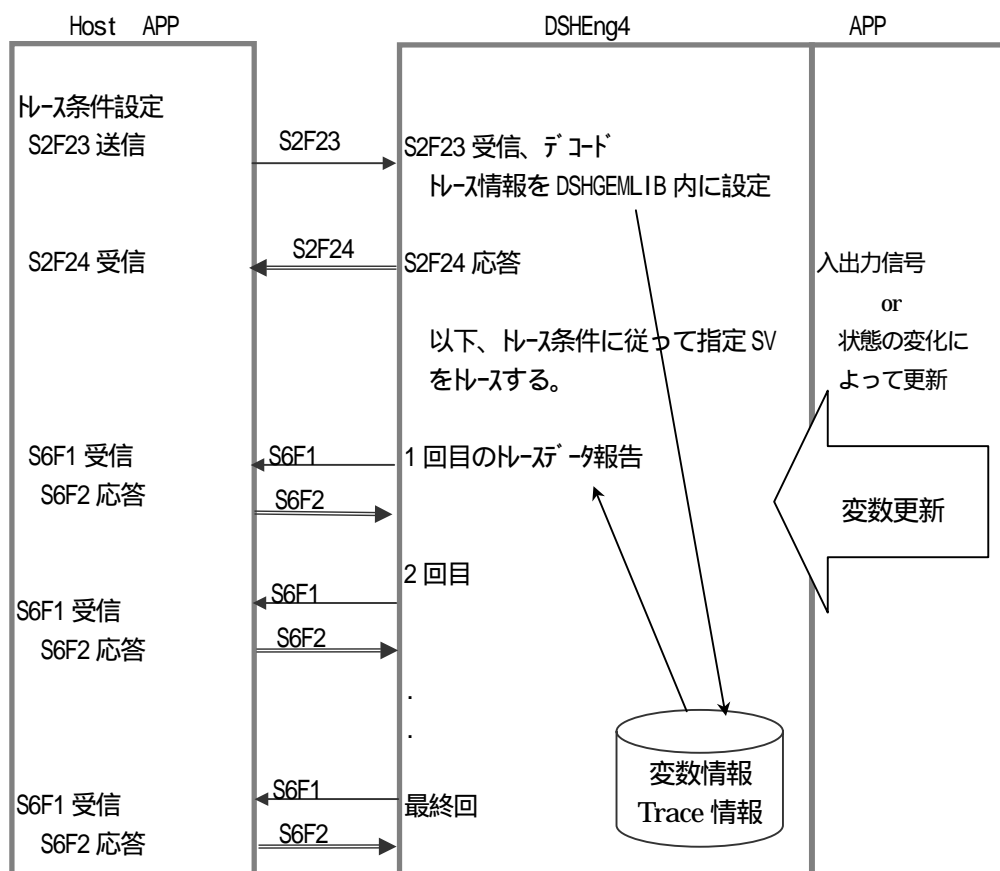 Host APP
DSHEng4
APP
ﾄﾚｰｽ条件設定
S2F23 送信
S2F23
S2F23 受信、ﾃﾞｺｰﾄﾞ
ﾄﾚｰｽ情報を DSHGEMLIB 内に設定
S2F24 受信
S2F24
S2F24 応答
入出力信号
or
状態の変化に
よって更新
以下、ﾄﾚｰｽ条件に従って指定 SV
をﾄﾚｰｽする。
S6F1 受信
S6F1
1 回目のﾄﾚｰｽﾃﾞｰﾀ報告
S6F2 応答
S6F2
変数更新
2 回目
S6F1
S6F1 受信
S6F2 応答
S6F2
.
.
変数情報
Trace 情報
S6F1 受信
S6F1
最終回
S6F2 応答
S6F2